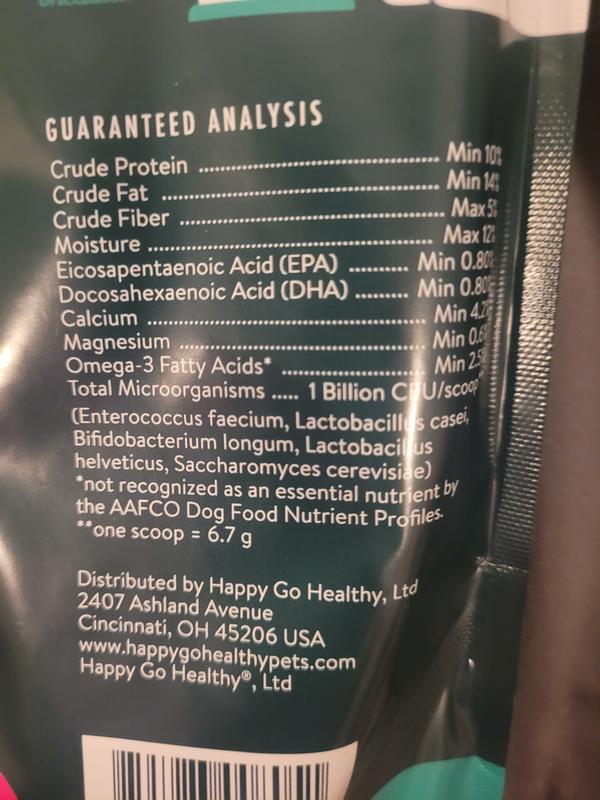 GUARANTEED ANALYSIS
Crude Protein .................... Min 10%
Crude Fat .................... Min 14%
Crude Fiber .................... Max 5%
Moisture .................... Max 12%
Eicosapentaenoic Acid (EPA) .......... Min 0.80%
Docosahexaenoic Acid (DHA) ......... Min 0.80%
Calcium .................... Min 4.2
Magnesium .................... Min 0.6
Omega-3 Fatty Acids* .................... Min 2.5
Total Microorganisms ..... 1 Billion CFU/scoop
(Enterococcus faecium, Lactobacillus casei,
Bifidobacterium longum, Lactobacillus
helveticus, Saccharomyces cerevisiae)
*not recognized as an essential nutrient by
the AAFCO Dog Food Nutrient Profiles.
**one scoop = 6.7 g
Distributed by Happy Go Healthy, Ltd
2407 Ashland Avenue
Cincinnati, OH 45206 USA
www.happygohealthypets.com
Happy Go Healthy®, Ltd